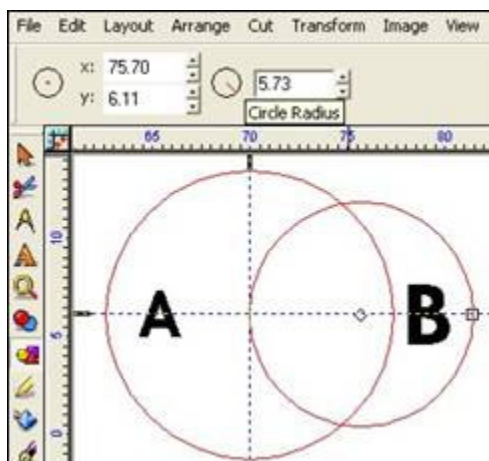 File Edit Layout Arrange Cut Transform Image View
x: 75.70
y: 6.11
5.73
Circle Radius
65 70 75 80
10
5
0
A B